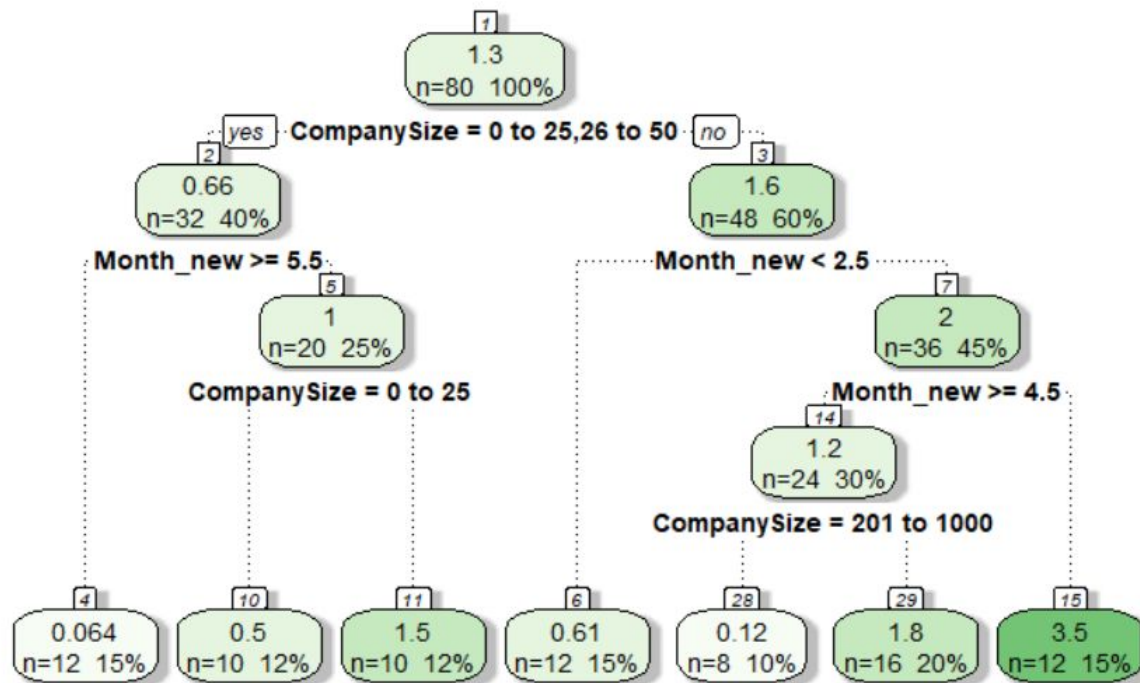 1
1.3
n=80 100%
yes CompanySize = 0 to 25,26 to 50 no
2
0.66
n=32 40%
3
1.6
n=48 60%
Month_new >= 5.5
Month_new < 2.5
5
1
n=20 25%
7
2
n=36 45%
CompanySize = 0 to 25
Month_new >= 4.5
14
1.2
n=24 30%
CompanySize = 201 to 1000
4
0.064
n=12 15%
10
0.5
n=10 12%
11
1.5
n=10 12%
6
0.61
n=12 15%
28
0.12
n=8 10%
29
1.8
n=16 20%
15
3.5
n=12 15%